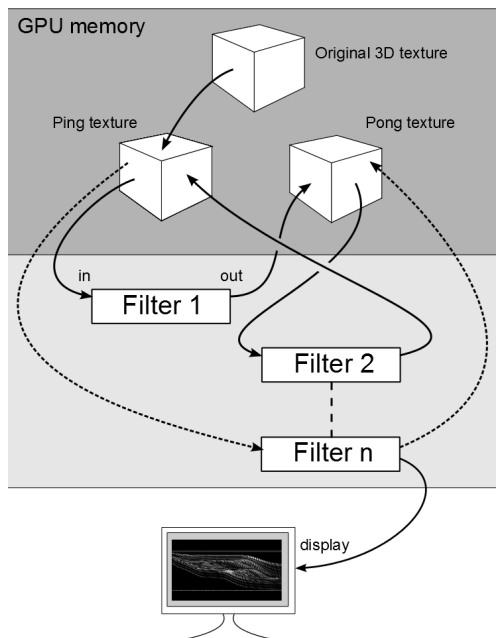 GPU memory
Original 3D texture
Ping texture
Pong texture
in
out
Filter 1
Filter 2
Filter n
display